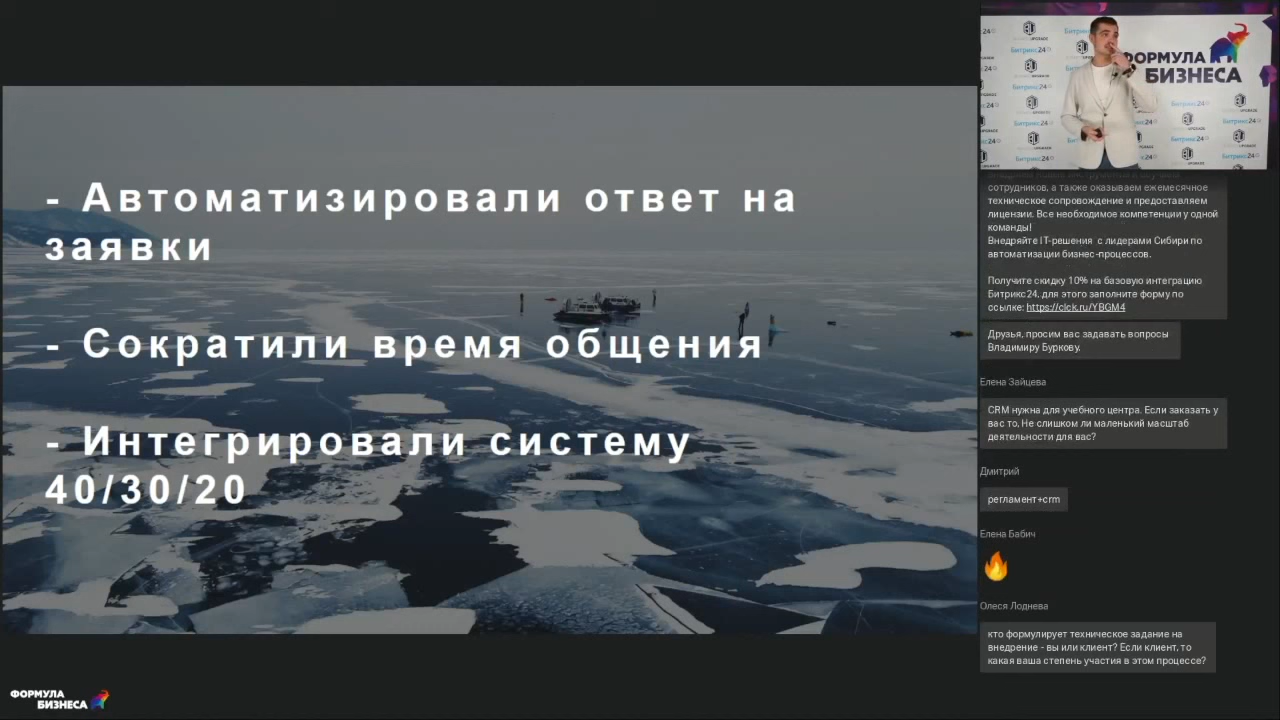 - Автоматизировали ответ на
заявки
- Сократили время общения
- Интегрировали систему
40/30/20
ФОРМУЛА
БИЗНЕСА
Битрикс24
UPGRADE
сотрудников, а также оказываем ежемесячное
техническое сопровождение и предоставляем
лицензии. Все необходимое компетенции у одной
команды!
Внедряйте IT-решения с лидерами Сибири по
автоматизации бизнес-процессов.
Получите скидку 10% на базовую интеграцию
Битрикс24, для этого заполните форму по
ссылке: https://clck.ru/YBGM4
Друзья, просим вас задавать вопросы
Владимиру Буркову.
Елена Зайцева
CRM нужна для учебного центра. Если заказать у
вас то, Не слишком ли маленький масштаб
деятельности для вас?
Дмитрий
регламент+crm
Елена Бабич
Олеся Лоднева
кто формулирует техническое задание на
внедрение - вы или клиент? Если клиент, то
какая ваша степень участия в этом процессе?
ФОРМУЛА
БИЗНЕСА